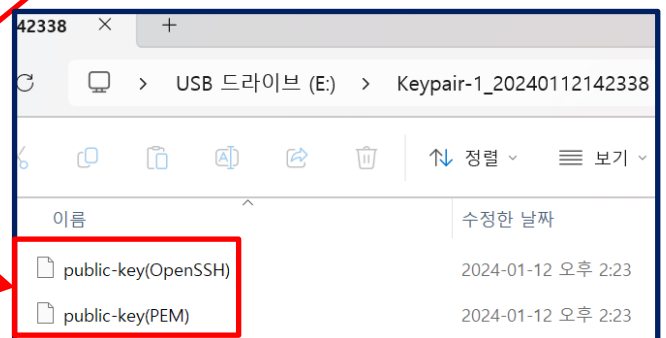 42338 × +
USB 드라이브 (E:) > Keypair-1_20240112142338
정렬 보기
이름 수정한 날짜
public-key(OpenSSH) 2024-01-12 오후 2:23
public-key(PEM) 2024-01-12 오후 2:23